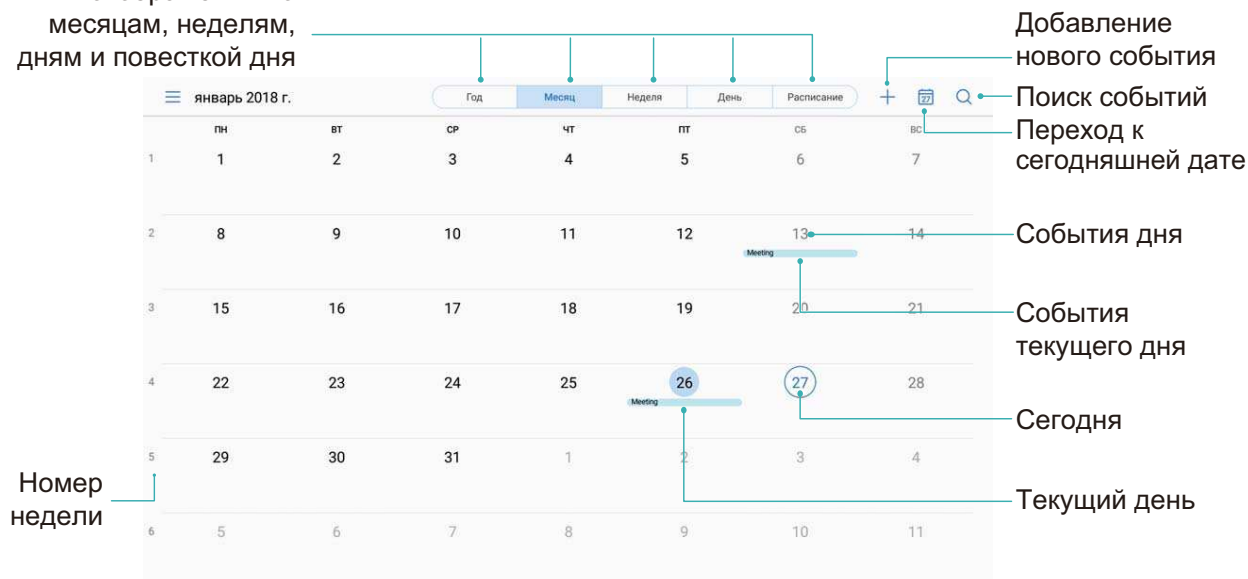 месяцам, неделям,
дням и повесткой дня
Добавление
нового события
Поиск событий
Переход к
сегодняшней дате
январь 2018 г.
Год Месяц Неделя День Расписание
27
ПН ВТ СР ЧТ ПТ СБ ВС
1 1 2 3 4 5 6 7
2 8 9 10 11 12 13 14
Meeting
События дня
3 15 16 17 18 19 20 21
События
текущего дня
4 22 23 24 25 26 27 28
Meeting
Сегодня
5 29 30 31 1 2 3 4
Номер
недели
Текущий день
6 5 6 7 8 9 10 11